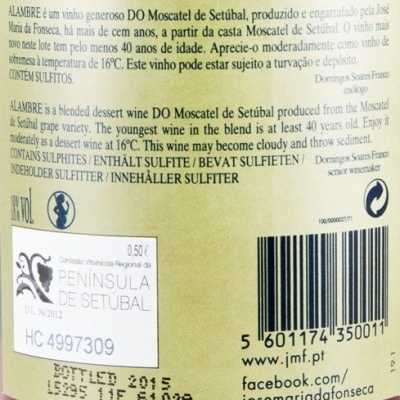 ALAMBRE é um vinho generoso DO Moscatel de Setúbal, produzido e engarrafado pela José
Maria da Fonseca, há mais de cem anos, a partir da casta Moscatel de Setúbal. O vinho mais
novo neste lote tem pelo menos 40 anos de idade. Aprecie-o moderadamente como vinho de
sobremesa à temperatura de 16ºC. Este vinho pode estar sujeito a turvação e depósito.
CONTÉM SULFITOS.
Domingos Soares Franco
enólogo
ALAMBRE is a blended dessert wine DO Moscatel de Setúbal produced from the Moscatel
de Setúbal grape variety. The youngest wine in the blend is at least 40 years old. Enjoy it
moderately as a dessert wine at 16ºC. This wine may become cloudy and throw sediment.
CONTAINS SULPHITES / ENTHÄLT SULFITE / BEVAT SULFIETEN /
INDEHOLDER SULFITTER / INNEHÅLLER SULFITER
Domingos Soares Franco
senior winemaker
18% vol.
0,50 ℓ
Comissão Vitivinícola Regional da
PENÍNSULA
DE SETÚBAL
D.L. 04/2012
HC 4997309
BOTTLED 2015
5 601174 350011
www.jmf.pt
facebook.com/
josemariadafonseca
19-1